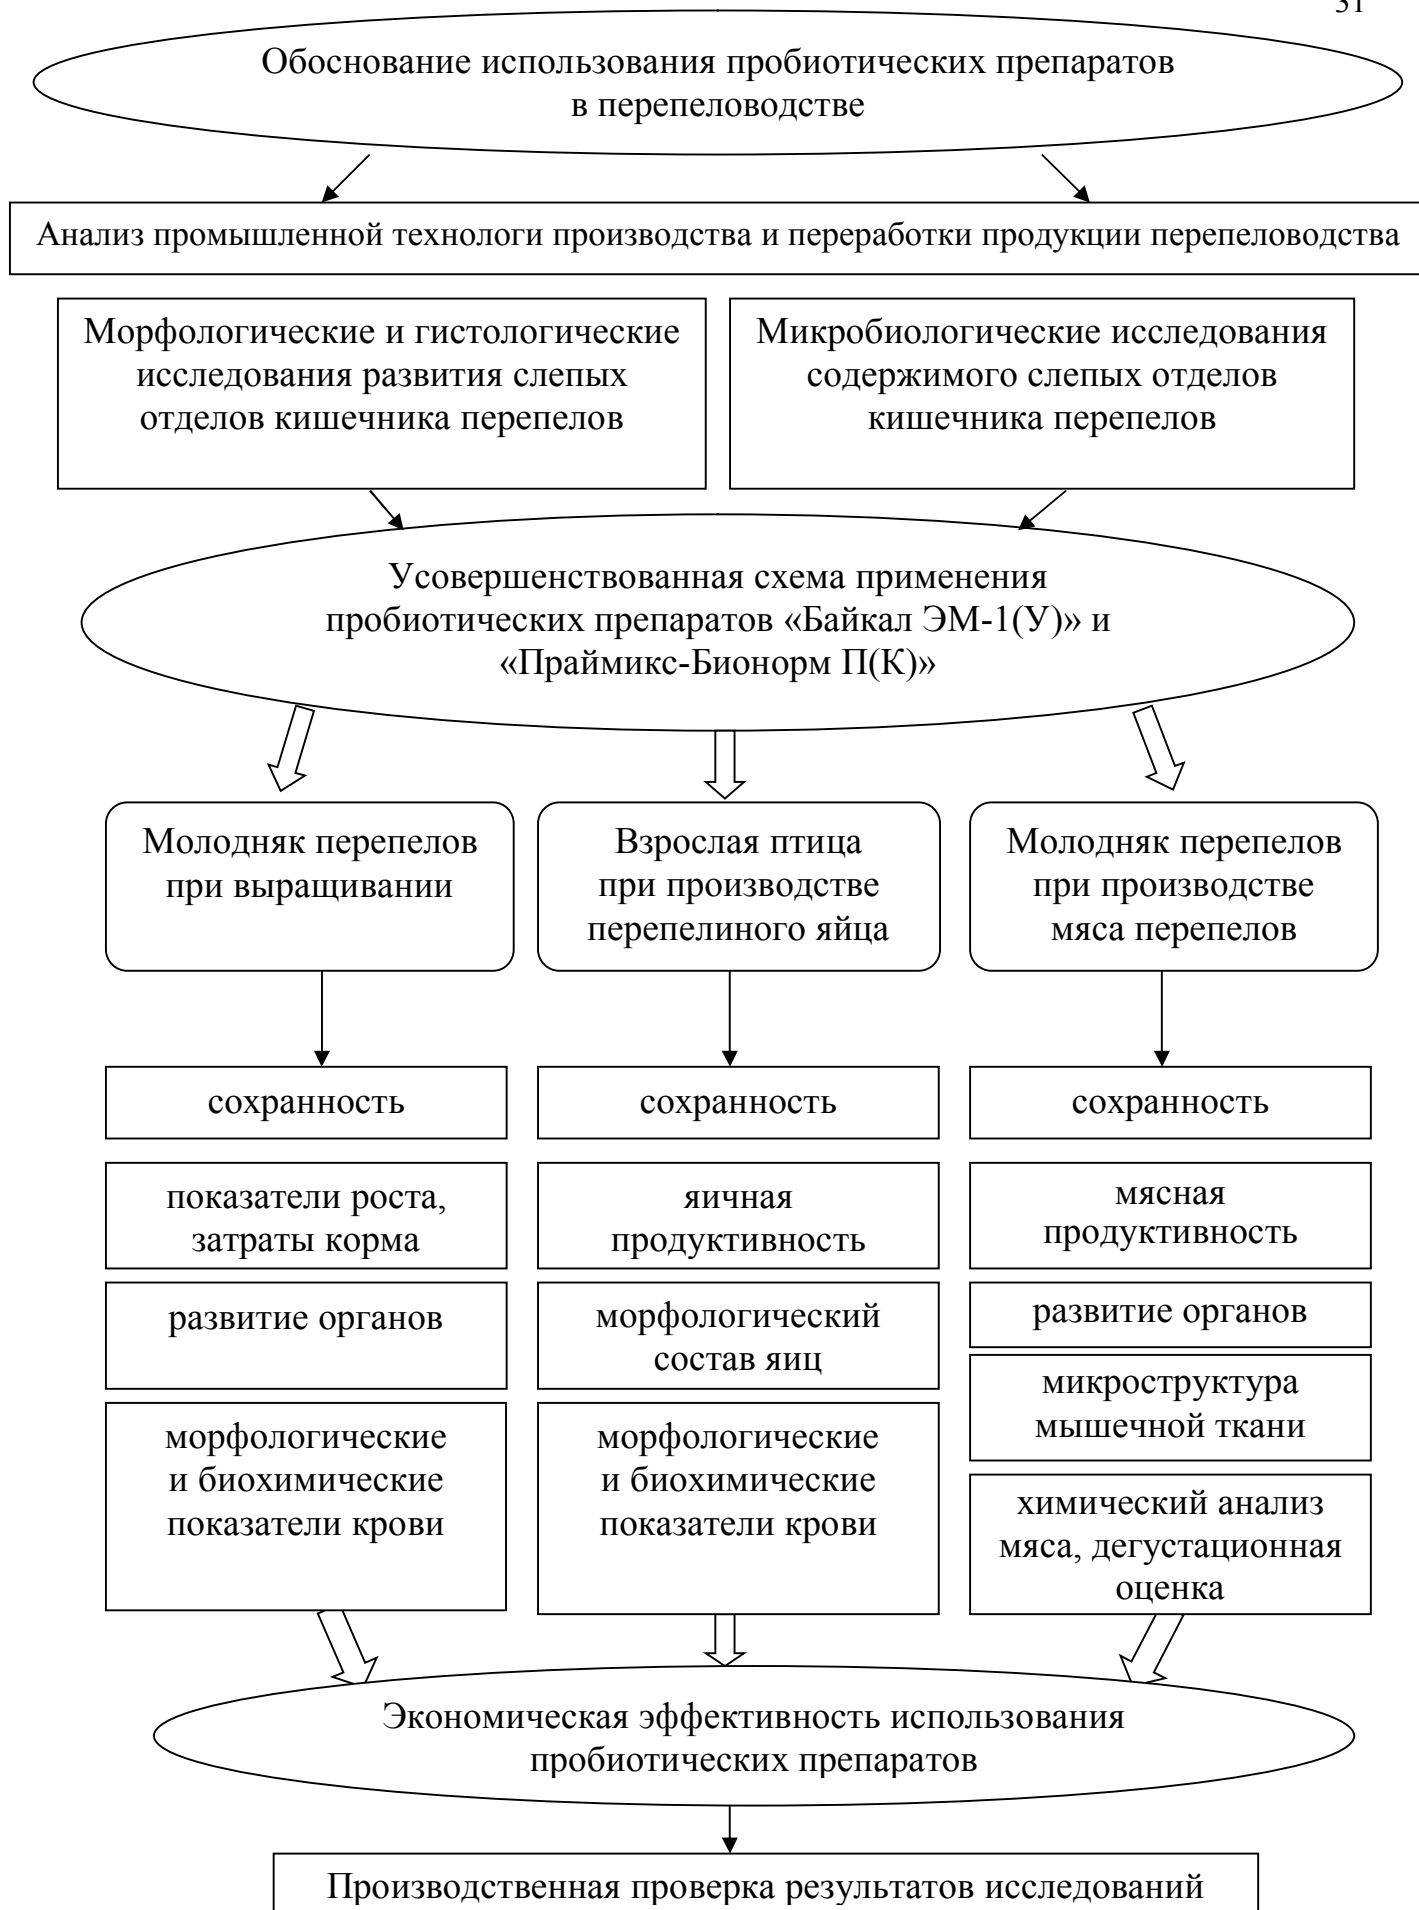 31
Обоснование использования пробиотических препаратов
в перепеловодстве
Анализ промышленной технологи производства и переработки продукции перепеловодства
Морфологические и гистологические
исследования развития слепых
отделов кишечника перепелов
Микробиологические исследования
содержимого слепых отделов
кишечника перепелов
Усовершенствованная схема применения
пробиотических препаратов «Байкал ЭМ-1(У)» и
«Праймикс-Бионорм П(К)»
Молодняк перепелов
при выращивании
Взрослая птица
при производстве
перепелиного яйца
Молодняк перепелов
при производстве
мяса перепелов
сохранность
сохранность
сохранность
показатели роста,
затраты корма
яичная
продуктивность
мясная
продуктивность
развитие органов
морфологический
состав яиц
развитие органов
микроструктура
мышечной ткани
морфологические
и биохимические
показатели крови
морфологические
и биохимические
показатели крови
химический анализ
мяса, дегустационная
оценка
Экономическая эффективность использования
пробиотических препаратов
Производственная проверка результатов исследований